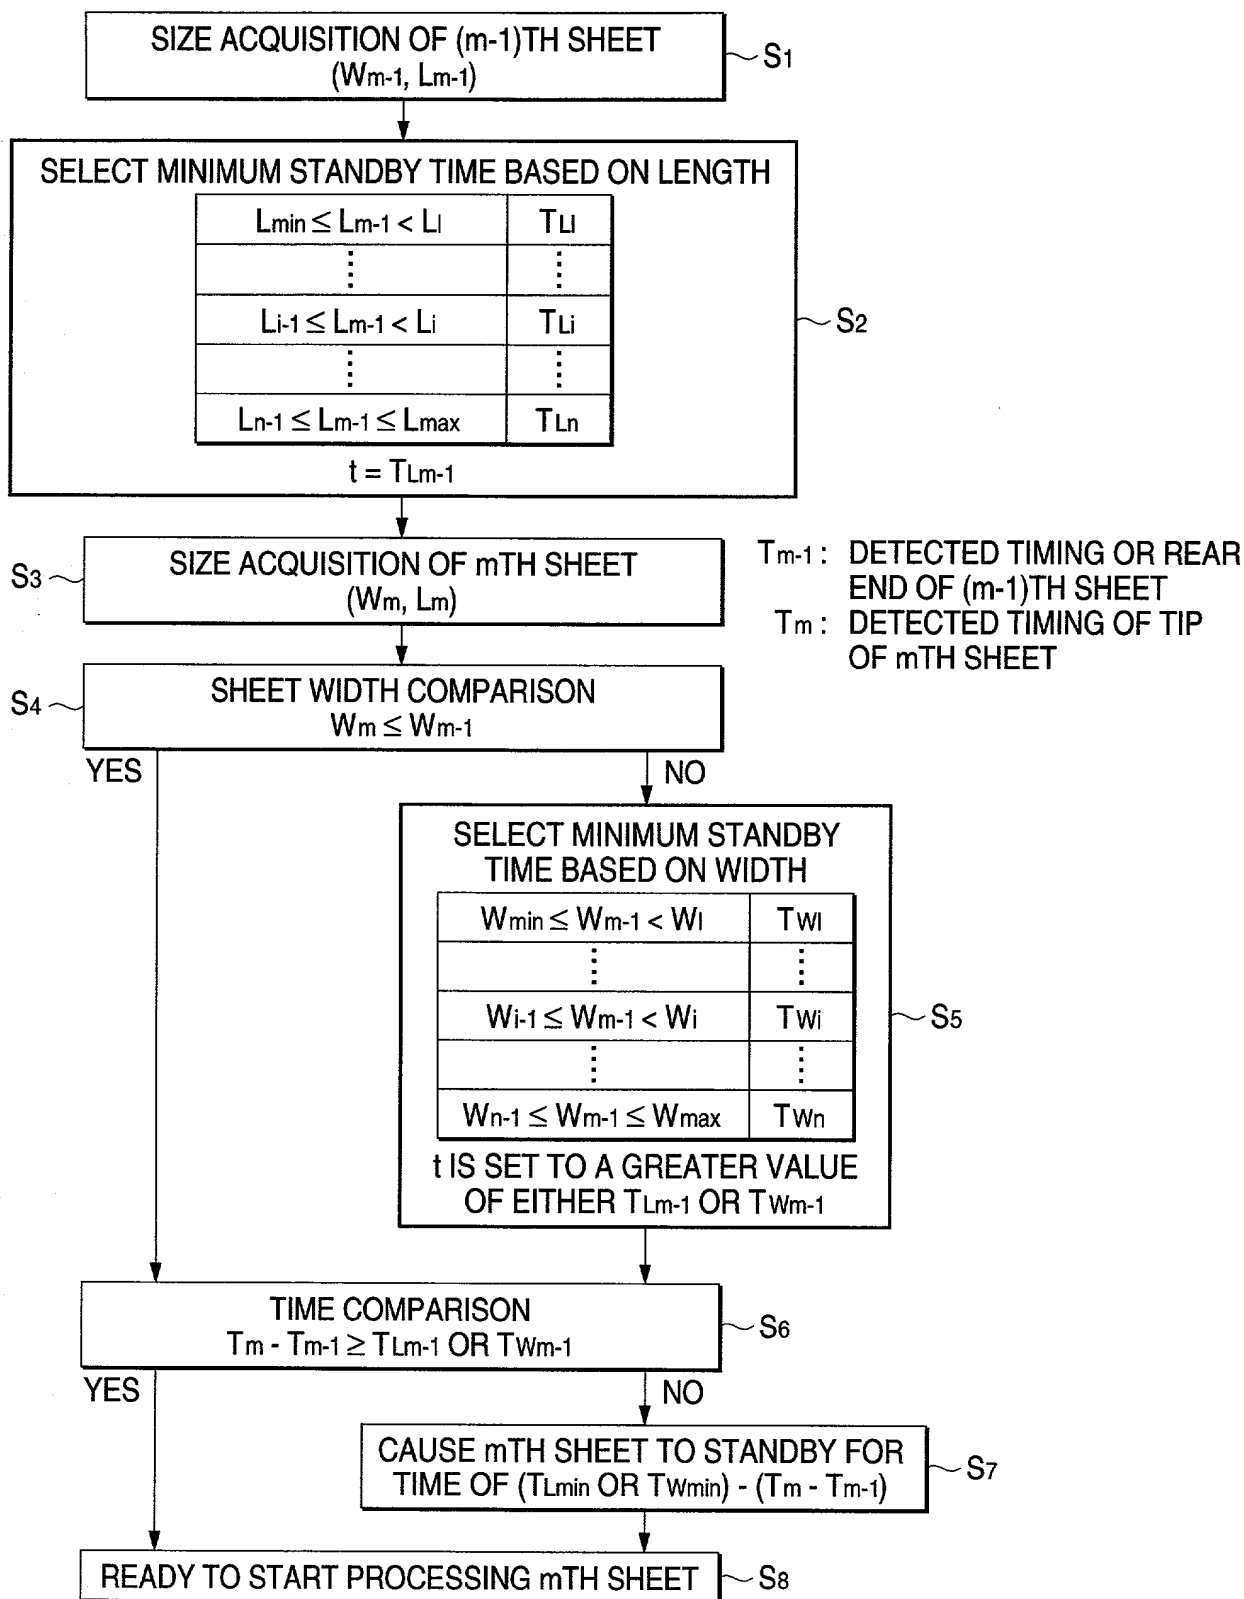 SIZE ACQUISITION OF (m-1)TH SHEET
(Wm-1, Lm-1)
S1
SELECT MINIMUM STANDBY TIME BASED ON LENGTH
Lmin ≤ Lm-1 < Ll TLl
⋮ ⋮
Li-1 ≤ Lm-1 < Li TLi
⋮ ⋮
Ln-1 ≤ Lm-1 ≤ Lmax TLn
t = TLm-1
S2
S3
SIZE ACQUISITION OF mTH SHEET
(Wm, Lm)
Tm-1 : DETECTED TIMING OR REAR
END OF (m-1)TH SHEET
Tm : DETECTED TIMING OF TIP
OF mTH SHEET
S4
SHEET WIDTH COMPARISON
Wm ≤ Wm-1
YES
NO
SELECT MINIMUM STANDBY
TIME BASED ON WIDTH
Wmin ≤ Wm-1 < Wl TWl
⋮ ⋮
Wi-1 ≤ Wm-1 < Wi TWi
⋮ ⋮
Wn-1 ≤ Wm-1 ≤ Wmax TWn
t IS SET TO A GREATER VALUE
OF EITHER TLm-1 OR TWm-1
S5
TIME COMPARISON
Tm - Tm-1 ≥ TLm-1 OR TWm-1
S6
YES
NO
CAUSE mTH SHEET TO STANDBY FOR
TIME OF (TLmin OR TWmin) - (Tm - Tm-1)
S7
READY TO START PROCESSING mTH SHEET
S8